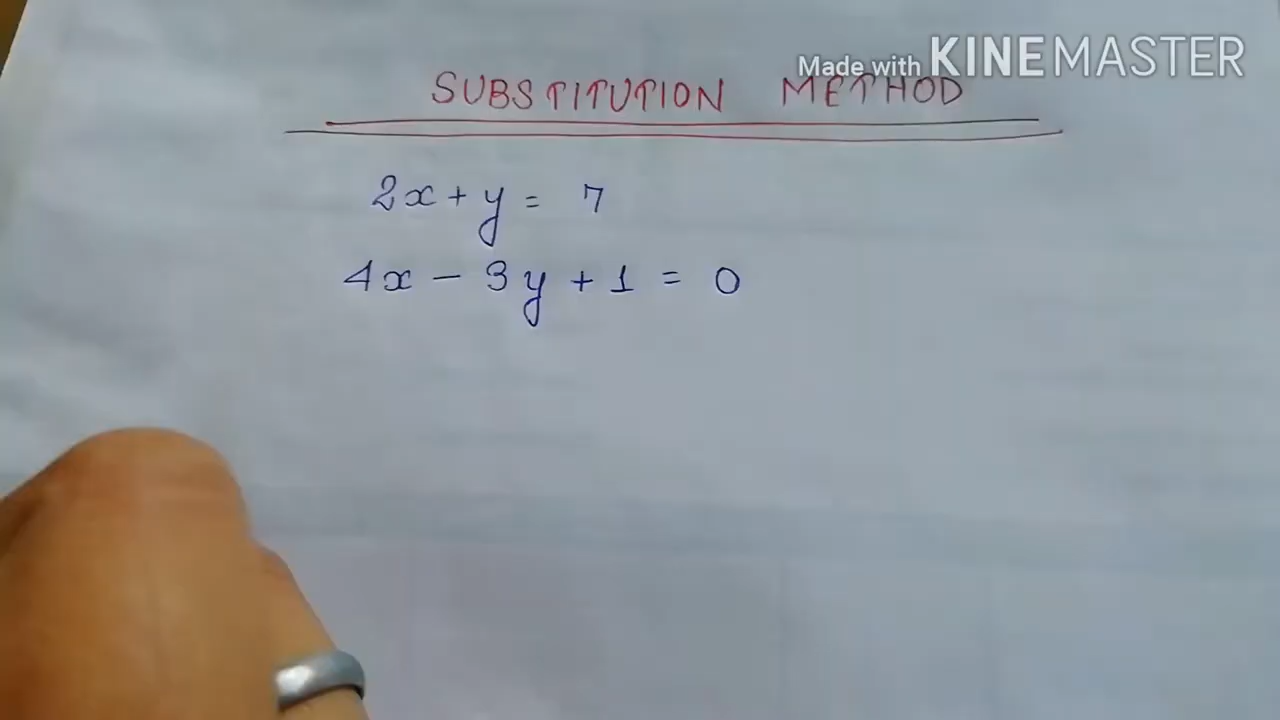 Made with KINEMASTER
SUBSTITUTION METHOD
2x + y = 7
4x - 3y + 1 = 0